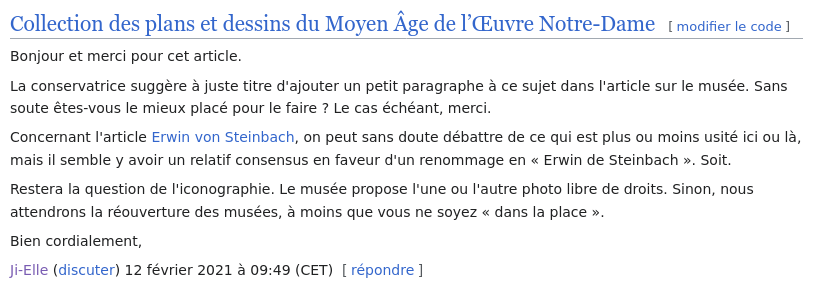 Collection des plans et dessins du Moyen Âge de l’Œuvre Notre-Dame [ modifier le code ]
Bonjour et merci pour cet article.
La conservatrice suggère à juste titre d'ajouter un petit paragraphe à ce sujet dans l'article sur le musée. Sans
soute êtes-vous le mieux placé pour le faire ? Le cas échéant, merci.
Concernant l'article Erwin von Steinbach, on peut sans doute débattre de ce qui est plus ou moins usité ici ou là,
mais il semble y avoir un relatif consensus en faveur d'un renommage en « Erwin de Steinbach ». Soit.
Restera la question de l'iconographie. Le musée propose l'une ou l'autre photo libre de droits. Sinon, nous
attendrons la réouverture des musées, à moins que vous ne soyez « dans la place ».
Bien cordialement,
Ji-Elle (discuter) 12 février 2021 à 09:49 (CET) [ répondre ]